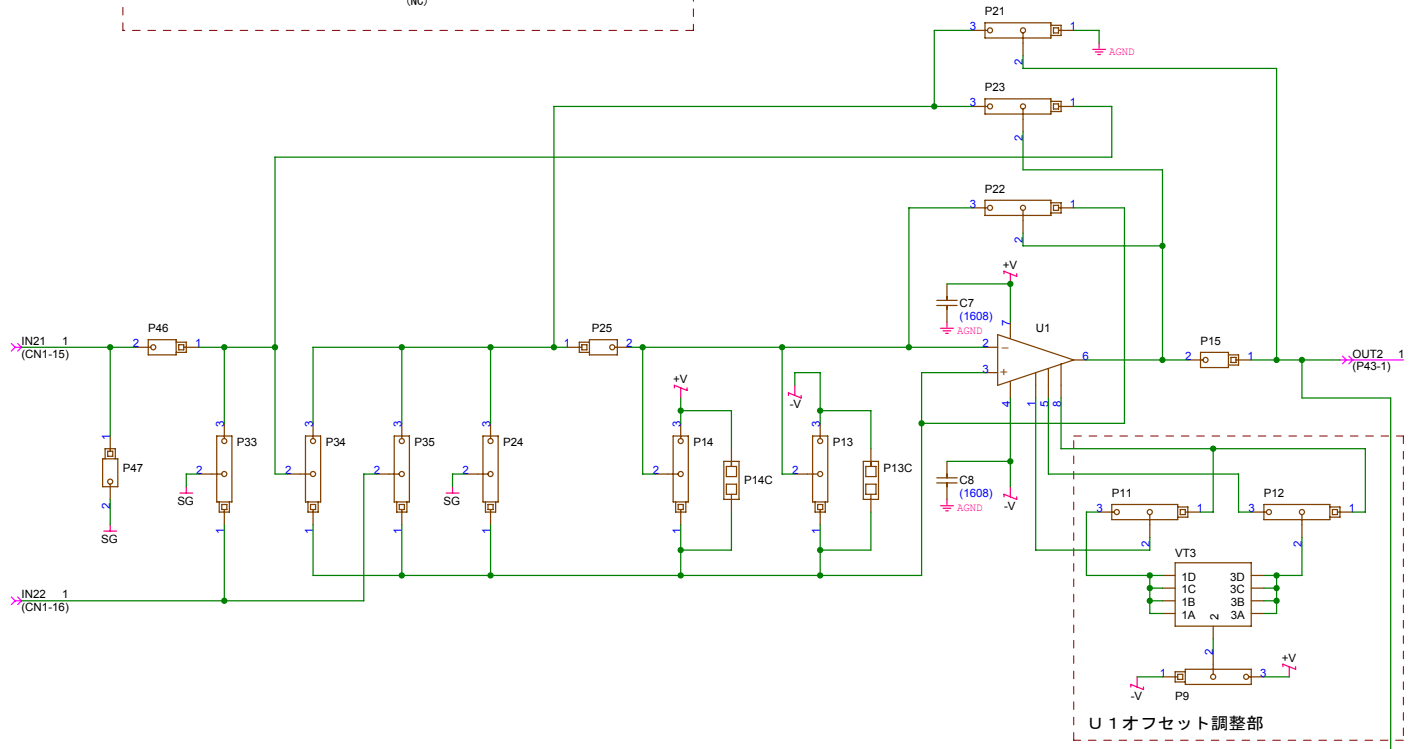 (NC)
P21
3
1
2
AGND
P23
3
1
2
P22
3
1
2
+V
C7
(1608)
AGND
7
U1
IN21 1
(CN1-15)
P46
2
1
P25
1
2
2
3
6
4
1
5
8
P15
2
1
OUT2 1
(P43-1)
1
P47
2
SG
3
P33
2
SG
1
3
P34
2
1
3
P35
2
1
3
P24
2
SG
1
+V
3
P14
2
1
P14C
-V
3
P13
2
1
P13C
C8
(1608)
AGND
-V
IN22 1
(CN1-16)
P11
3
1
2
P12
3
1
2
VT3
1D 3D
1C 3C
1B 3B
1A 3A
2
2
1
3
-V
P9
+V
U1オフセット調整部